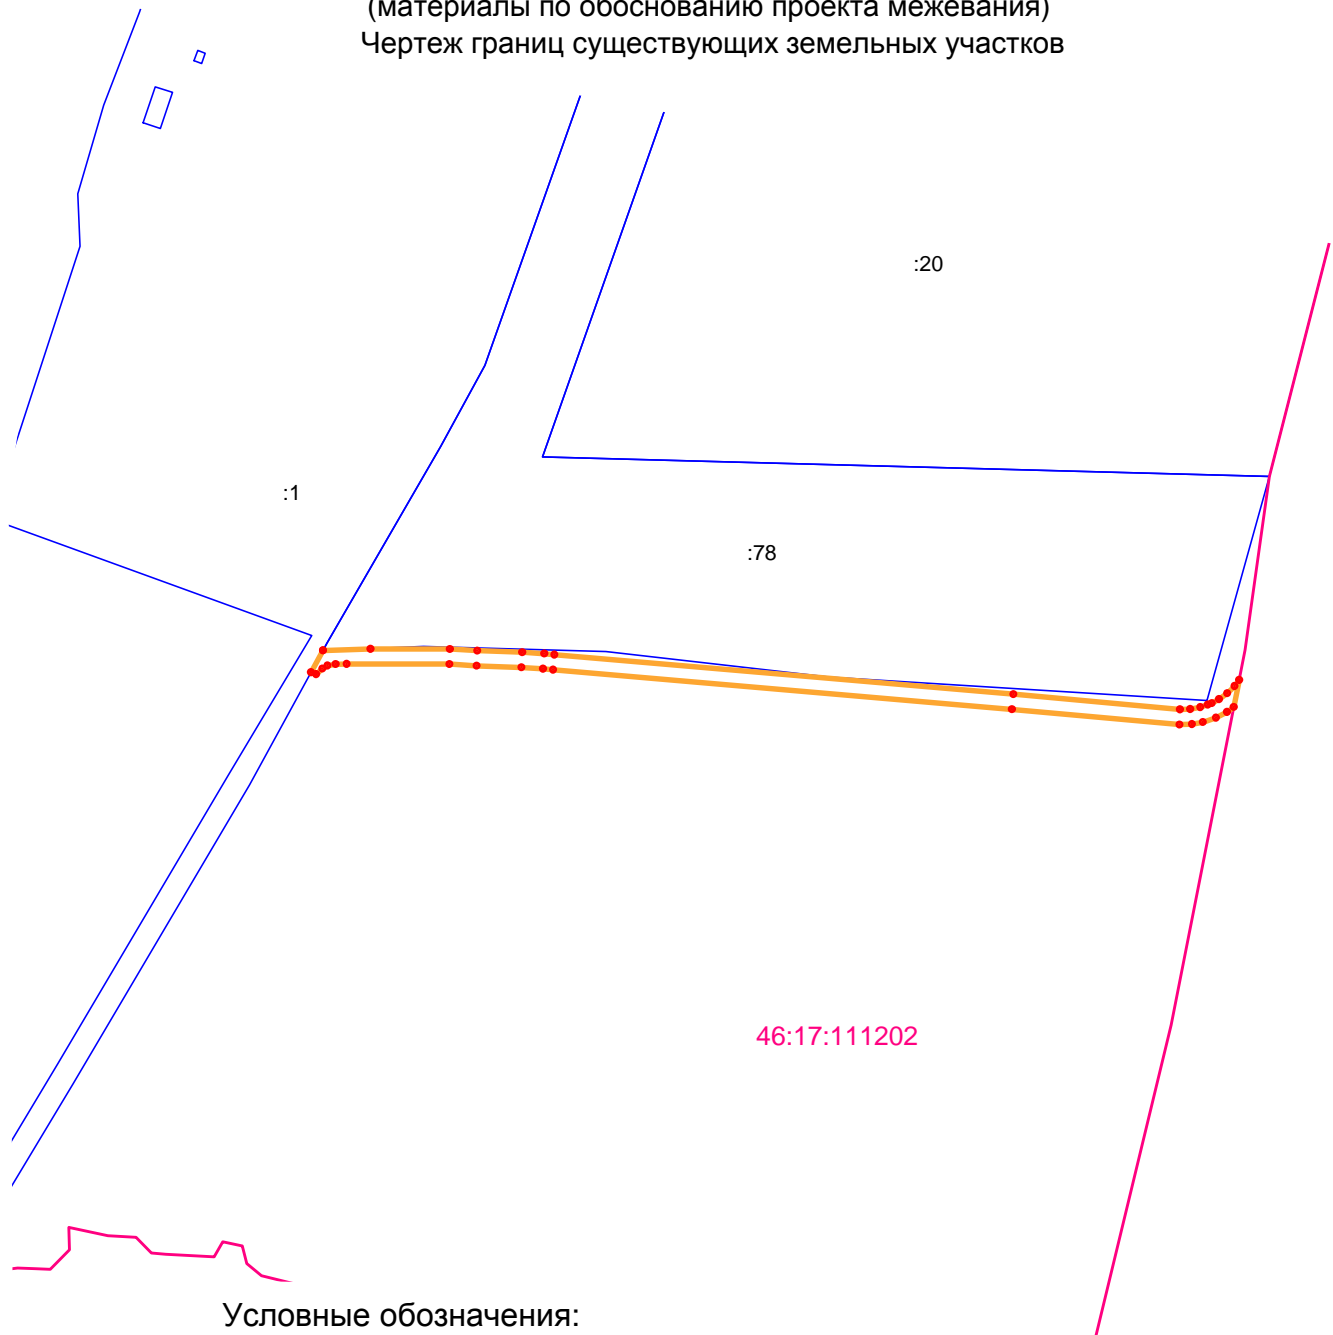 (материалы по обоснованию проекта межевания)
Чертеж границ существующих земельных участков
:20
:1
:78
46:17:111202
Условные обозначения: